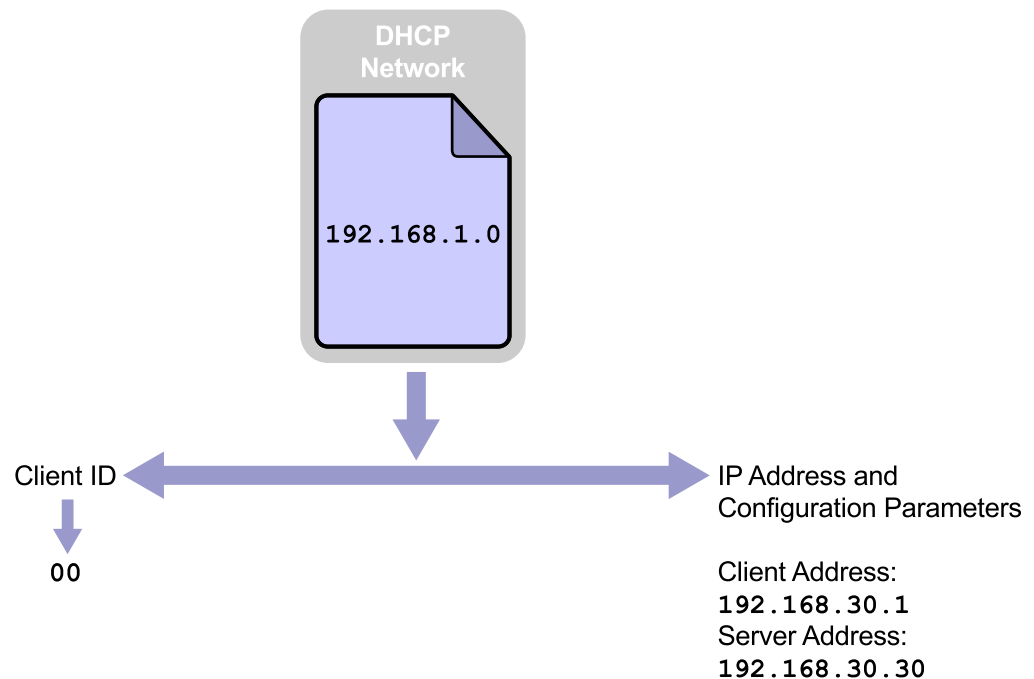 DHCP
Network
192.168.1.0
Client ID
00
IP Address and
Configuration Parameters
Client Address:
192.168.30.1
Server Address:
192.168.30.30